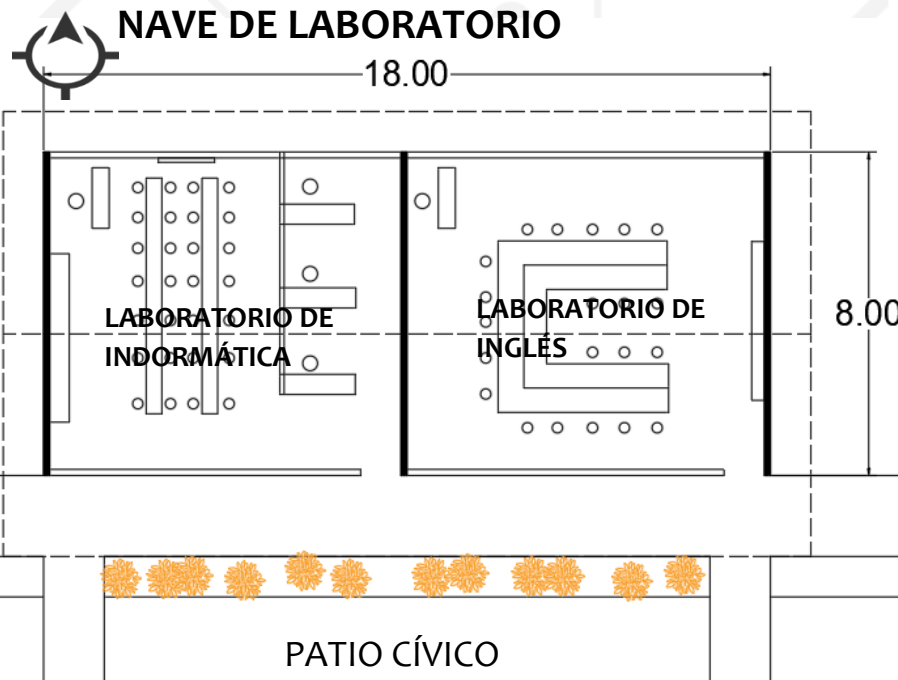 NAVE DE LABORATORIO
18.00
LABORATORIO DE
INDORMÁTICA
LABORATORIO DE
INGLÉS
8.00
PATIO CÍVICO